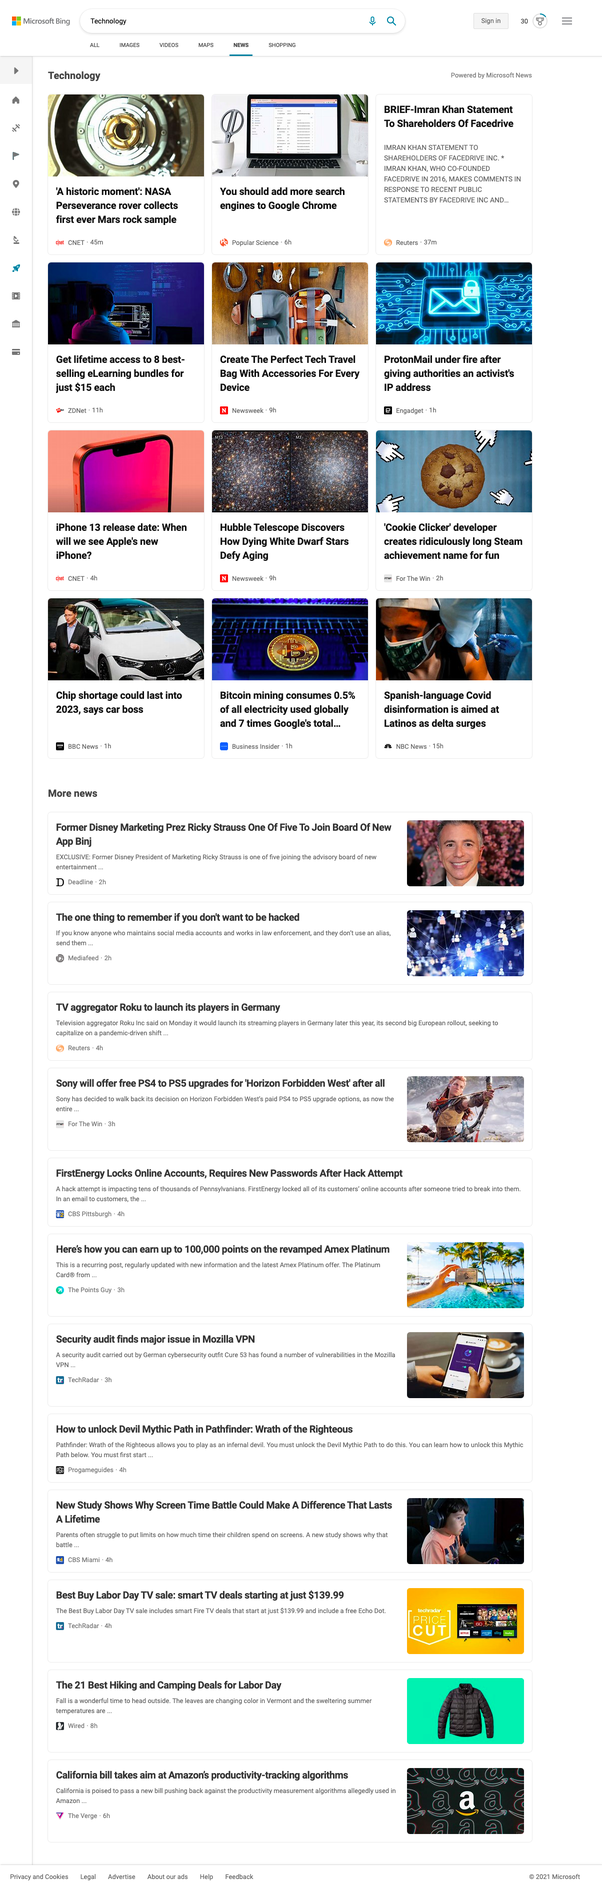 Microsoft Bing
Technology
Sign in
30
ALL IMAGES VIDEOS MAPS NEWS SHOPPING
Technology
Powered by Microsoft News
'A historic moment': NASA
Perseverance rover collects
first ever Mars rock sample
CNET · 45m
You should add more search
engines to Google Chrome
Popular Science · 6h
BRIEF-Imran Khan Statement
To Shareholders Of Facedrive
IMRAN KHAN STATEMENT TO
SHAREHOLDERS OF FACEDRIVE INC. *
IMRAN KHAN, WHO CO-FOUNDED
FACEDRIVE IN 2016, MAKES COMMENTS IN
RESPONSE TO RECENT PUBLIC
STATEMENTS BY FACEDRIVE INC AND…
Reuters · 37m
Get lifetime access to 8 best-
selling eLearning bundles for
just $15 each
ZDNet · 11h
Create The Perfect Tech Travel
Bag With Accessories For Every
Device
Newsweek · 9h
ProtonMail under fire after
giving authorities an activist's
IP address
Engadget · 1h
iPhone 13 release date: When
will we see Apple's new
iPhone?
CNET · 4h
Hubble Telescope Discovers
How Dying White Dwarf Stars
Defy Aging
Newsweek · 9h
'Cookie Clicker' developer
creates ridiculously long Steam
achievement name for fun
For The Win · 2h
Chip shortage could last into
2023, says car boss
BBC News · 1h
Bitcoin mining consumes 0.5%
of all electricity used globally
and 7 times Google's total…
Business Insider · 1h
Spanish-language Covid
disinformation is aimed at
Latinos as delta surges
NBC News · 15h
More news
Former Disney Marketing Prez Ricky Strauss One Of Five To Join Board Of New
App Binj
EXCLUSIVE: Former Disney President of Marketing Ricky Strauss is one of five joining the advisory board of new
entertainment ...
Deadline · 2h
The one thing to remember if you don't want to be hacked
If you know anyone who maintains social media accounts and works in law enforcement, and they don't use an alias,
send them ...
Mediafeed · 2h
TV aggregator Roku to launch its players in Germany
Television aggregator Roku Inc said on Monday it would launch its streaming players in Germany later this year, its second big European rollout, seeking to
capitalize on a pandemic-driven shift ...
Reuters · 4h
Sony will offer free PS4 to PS5 upgrades for 'Horizon Forbidden West' after all
Sony has decided to walk back its decision on Horizon Forbidden West's paid PS4 to PS5 upgrade options, as now the
entire ...
For The Win · 3h
FirstEnergy Locks Online Accounts, Requires New Passwords After Hack Attempt
A hack attempt is impacting tens of thousands of Pennsylvanians. FirstEnergy locked all of its customers' online accounts after someone tried to break into them.
In an email to customers, the ...
CBS Pittsburgh · 4h
Here's how you can earn up to 100,000 points on the revamped Amex Platinum
This is a recurring post, regularly updated with new information and the latest Amex Platinum offer. The Platinum
Card® from ...
The Points Guy · 3h
Security audit finds major issue in Mozilla VPN
A security audit carried out by German cybersecurity outfit Cure 53 has found a number of vulnerabilities in the Mozilla
VPN ...
TechRadar · 3h
How to unlock Devil Mythic Path in Pathfinder: Wrath of the Righteous
Pathfinder: Wrath of the Righteous allows you to play as an infernal devil. You must unlock the Devil Mythic Path to do this. You can learn how to unlock this Mythic
Path below. You must first start ...
Progameguides · 4h
New Study Shows Why Screen Time Battle Could Make A Difference That Lasts
A Lifetime
Parents often struggle to put limits on how much time their children spend on screens. A new study shows why that
battle ...
CBS Miami · 4h
Best Buy Labor Day TV sale: smart TV deals starting at just $139.99
The Best Buy Labor Day TV sale includes smart Fire TV deals that start at just $139.99 and include a free Echo Dot.
TechRadar · 4h
PRICE
CUT
The 21 Best Hiking and Camping Deals for Labor Day
Fall is a wonderful time to head outside. The leaves are changing color in Vermont and the sweltering summer
temperatures are ...
Wired · 8h
California bill takes aim at Amazon's productivity-tracking algorithms
California is poised to pass a new bill pushing back against the productivity measurement algorithms allegedly used in
Amazon ...
The Verge · 6h
Privacy and Cookies Legal Advertise About our ads Help Feedback
© 2021 Microsoft